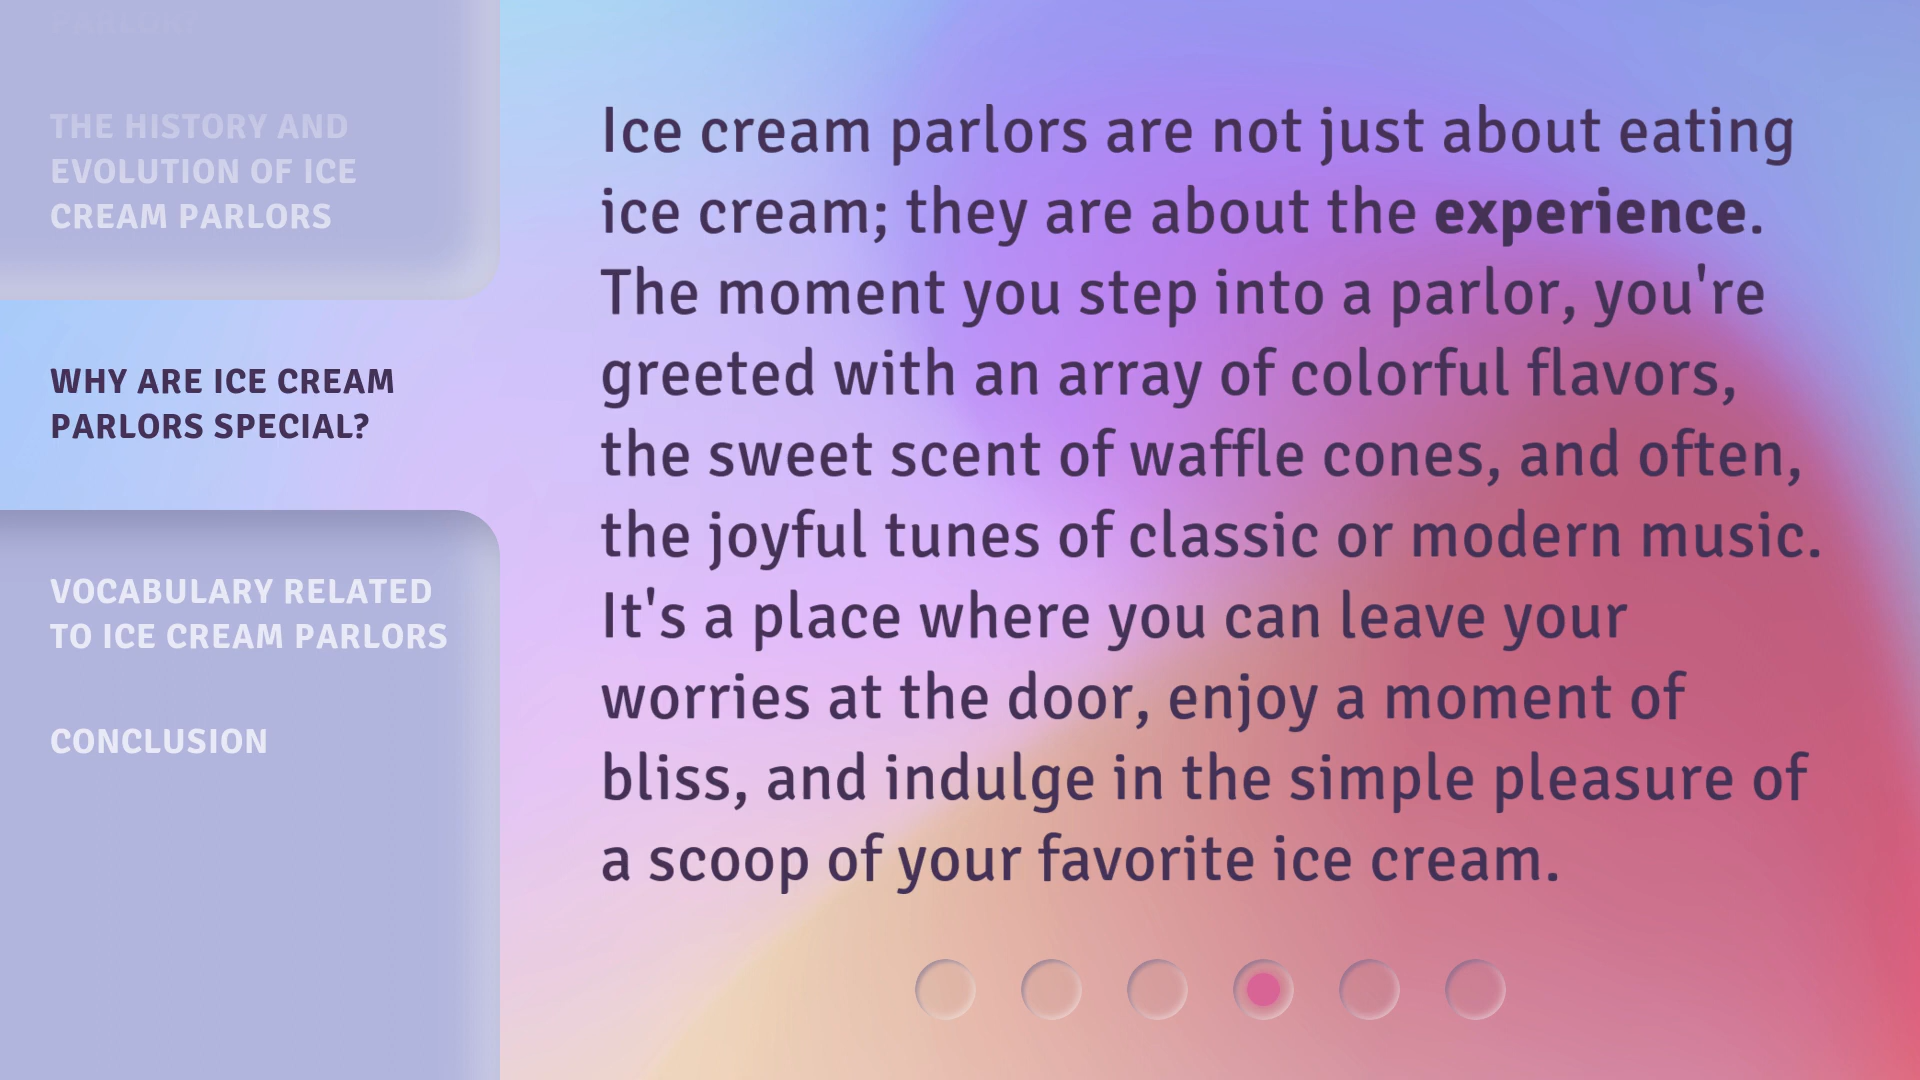 PARLOR?
THE HISTORY AND
EVOLUTION OF ICE
CREAM PARLORS
WHY ARE ICE CREAM
PARLORS SPECIAL?
VOCABULARY RELATED
TO ICE CREAM PARLORS
CONCLUSION
Ice cream parlors are not just about eating
ice cream; they are about the experience.
The moment you step into a parlor, you're
greeted with an array of colorful flavors,
the sweet scent of waffle cones, and often,
the joyful tunes of classic or modern music.
It's a place where you can leave your
worries at the door, enjoy a moment of
bliss, and indulge in the simple pleasure of
a scoop of your favorite ice cream.